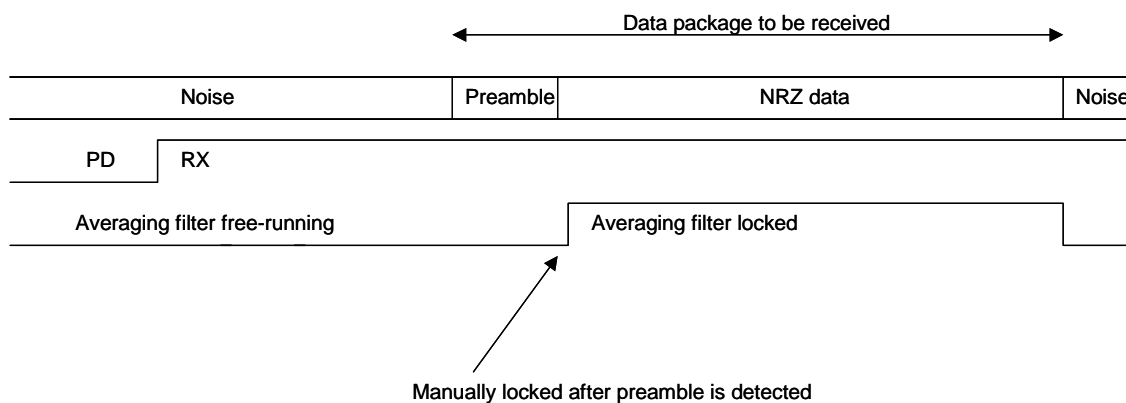 Data package to be received
Noise Preamble NRZ data Noise
PD RX
Averaging filter free-running Averaging filter locked
Manually locked after preamble is detected